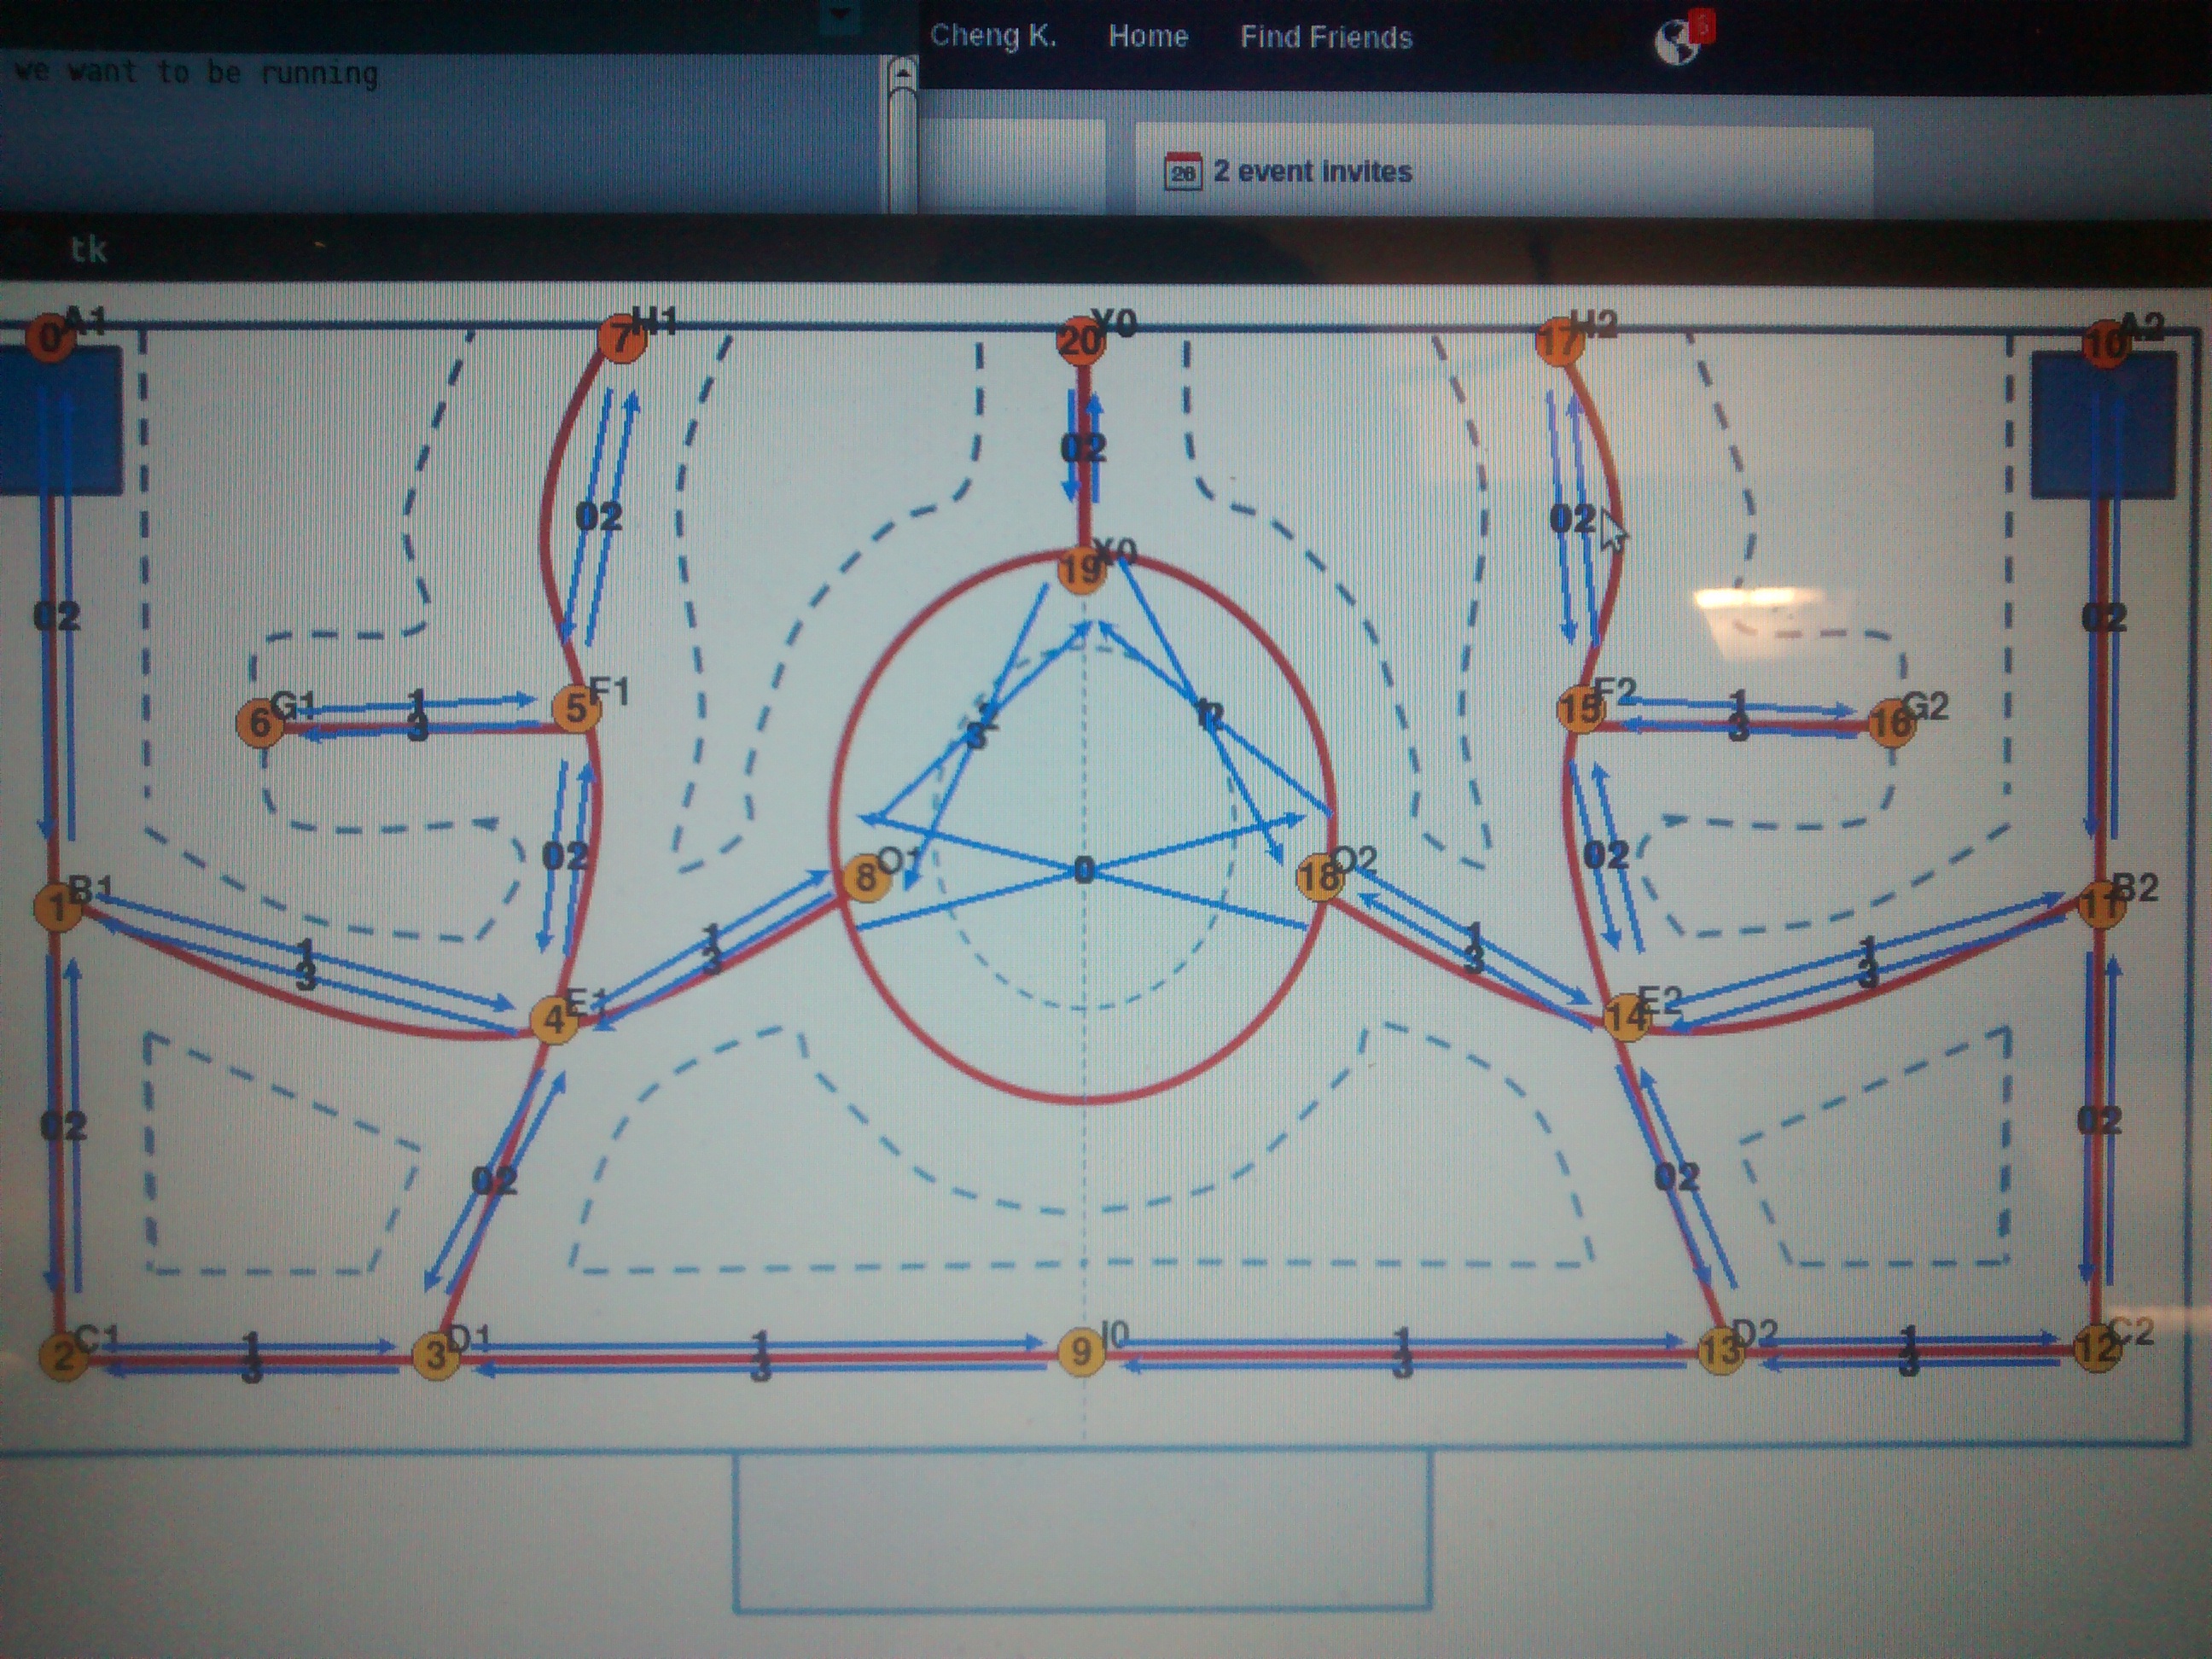 Cheng K. Home Find Friends 5
we want to be running
26 2 event invites
tk
0 A1 7 H1 20 Y0 17 H2 10 A2
02
02 02
19 X0
02 02
6 G1 1 3 5 F1 15 F2 1 3 16 G2
3
02 8 O1 0 18 O2 02
1 B1 11 B2
1 3 1 3 1 3 1 3
4 E1 14 E2
02 02
02 02
2 C1 1 3 3 D1 1 3 9 I0 1 3 13 D2 1 3 12 C2